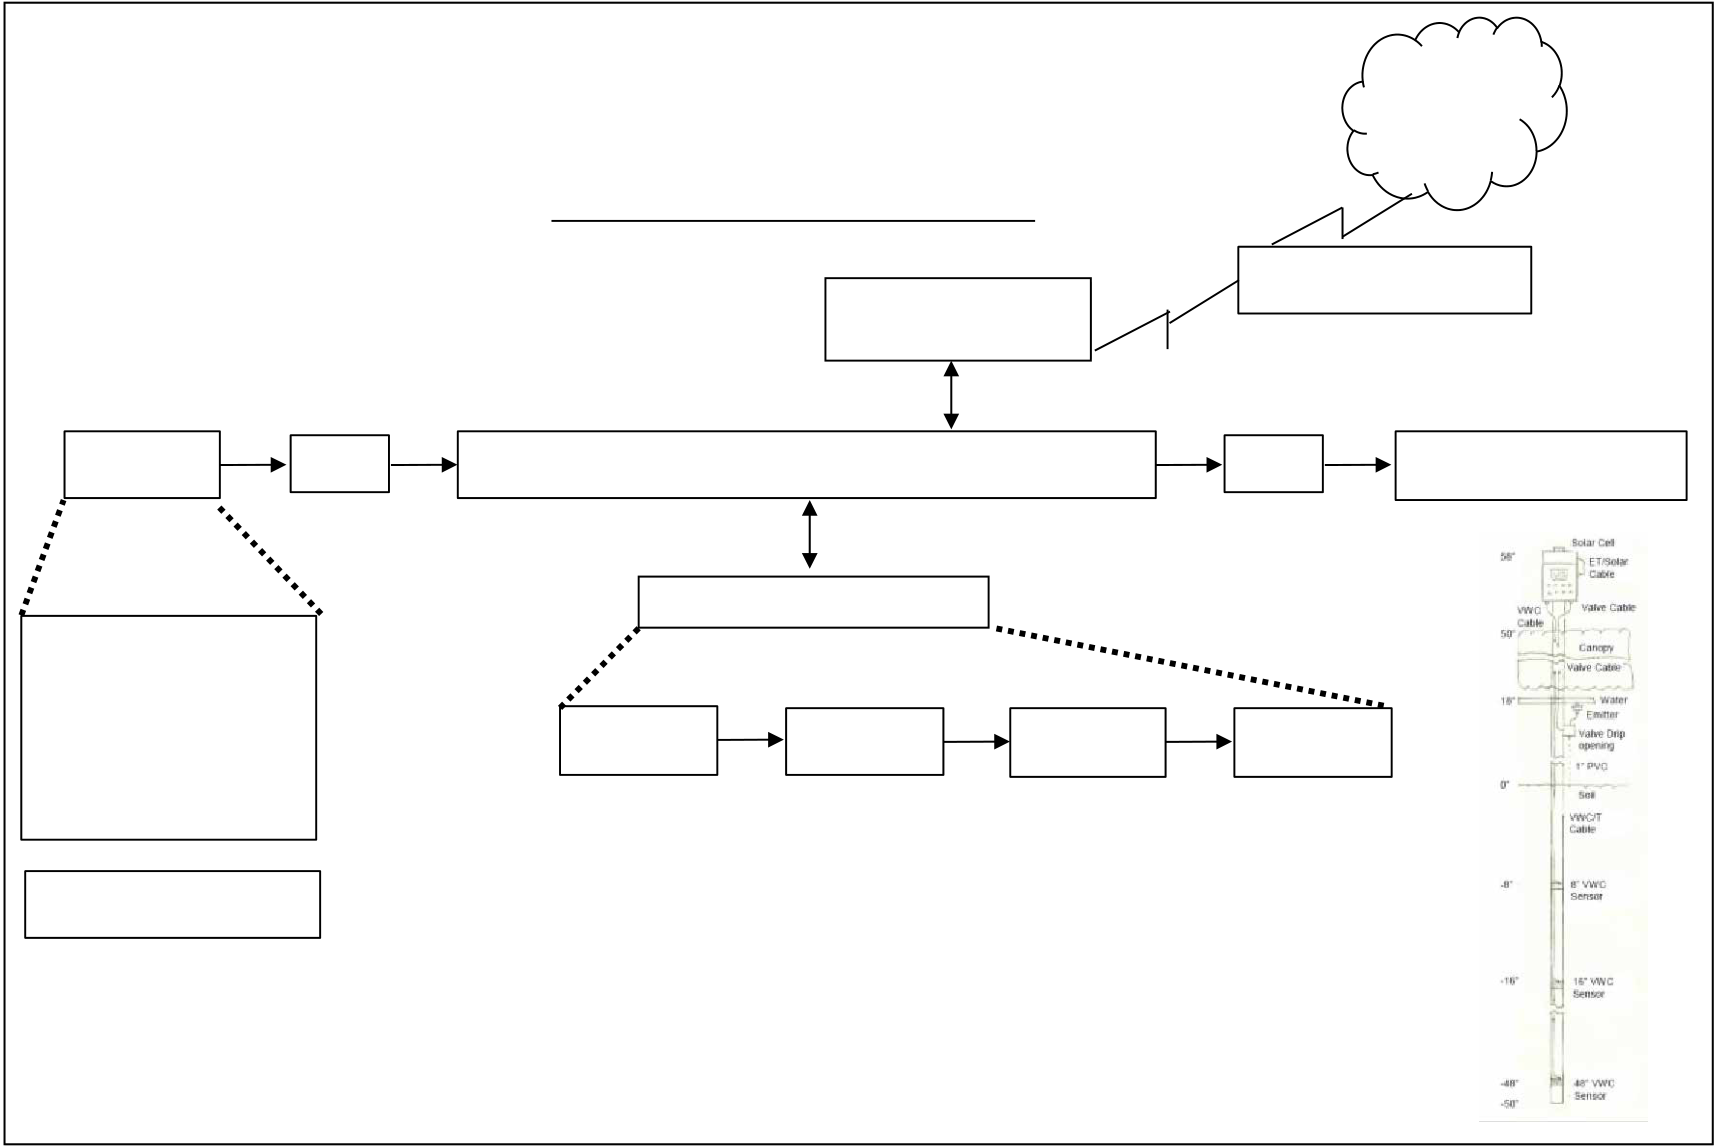 Solar Cell
58"
ET/Solar
Cable
VWC
Cable
Valve Cable
50"
Canopy
Valve Cable
18"
Water
Emitter
Valve Drip
opening
1" PVC
0"
Soil
VWC/T
Cable
-8"
8" VWC
Sensor
-16"
16" VWC
Sensor
-48"
48" VWC
Sensor
-50"